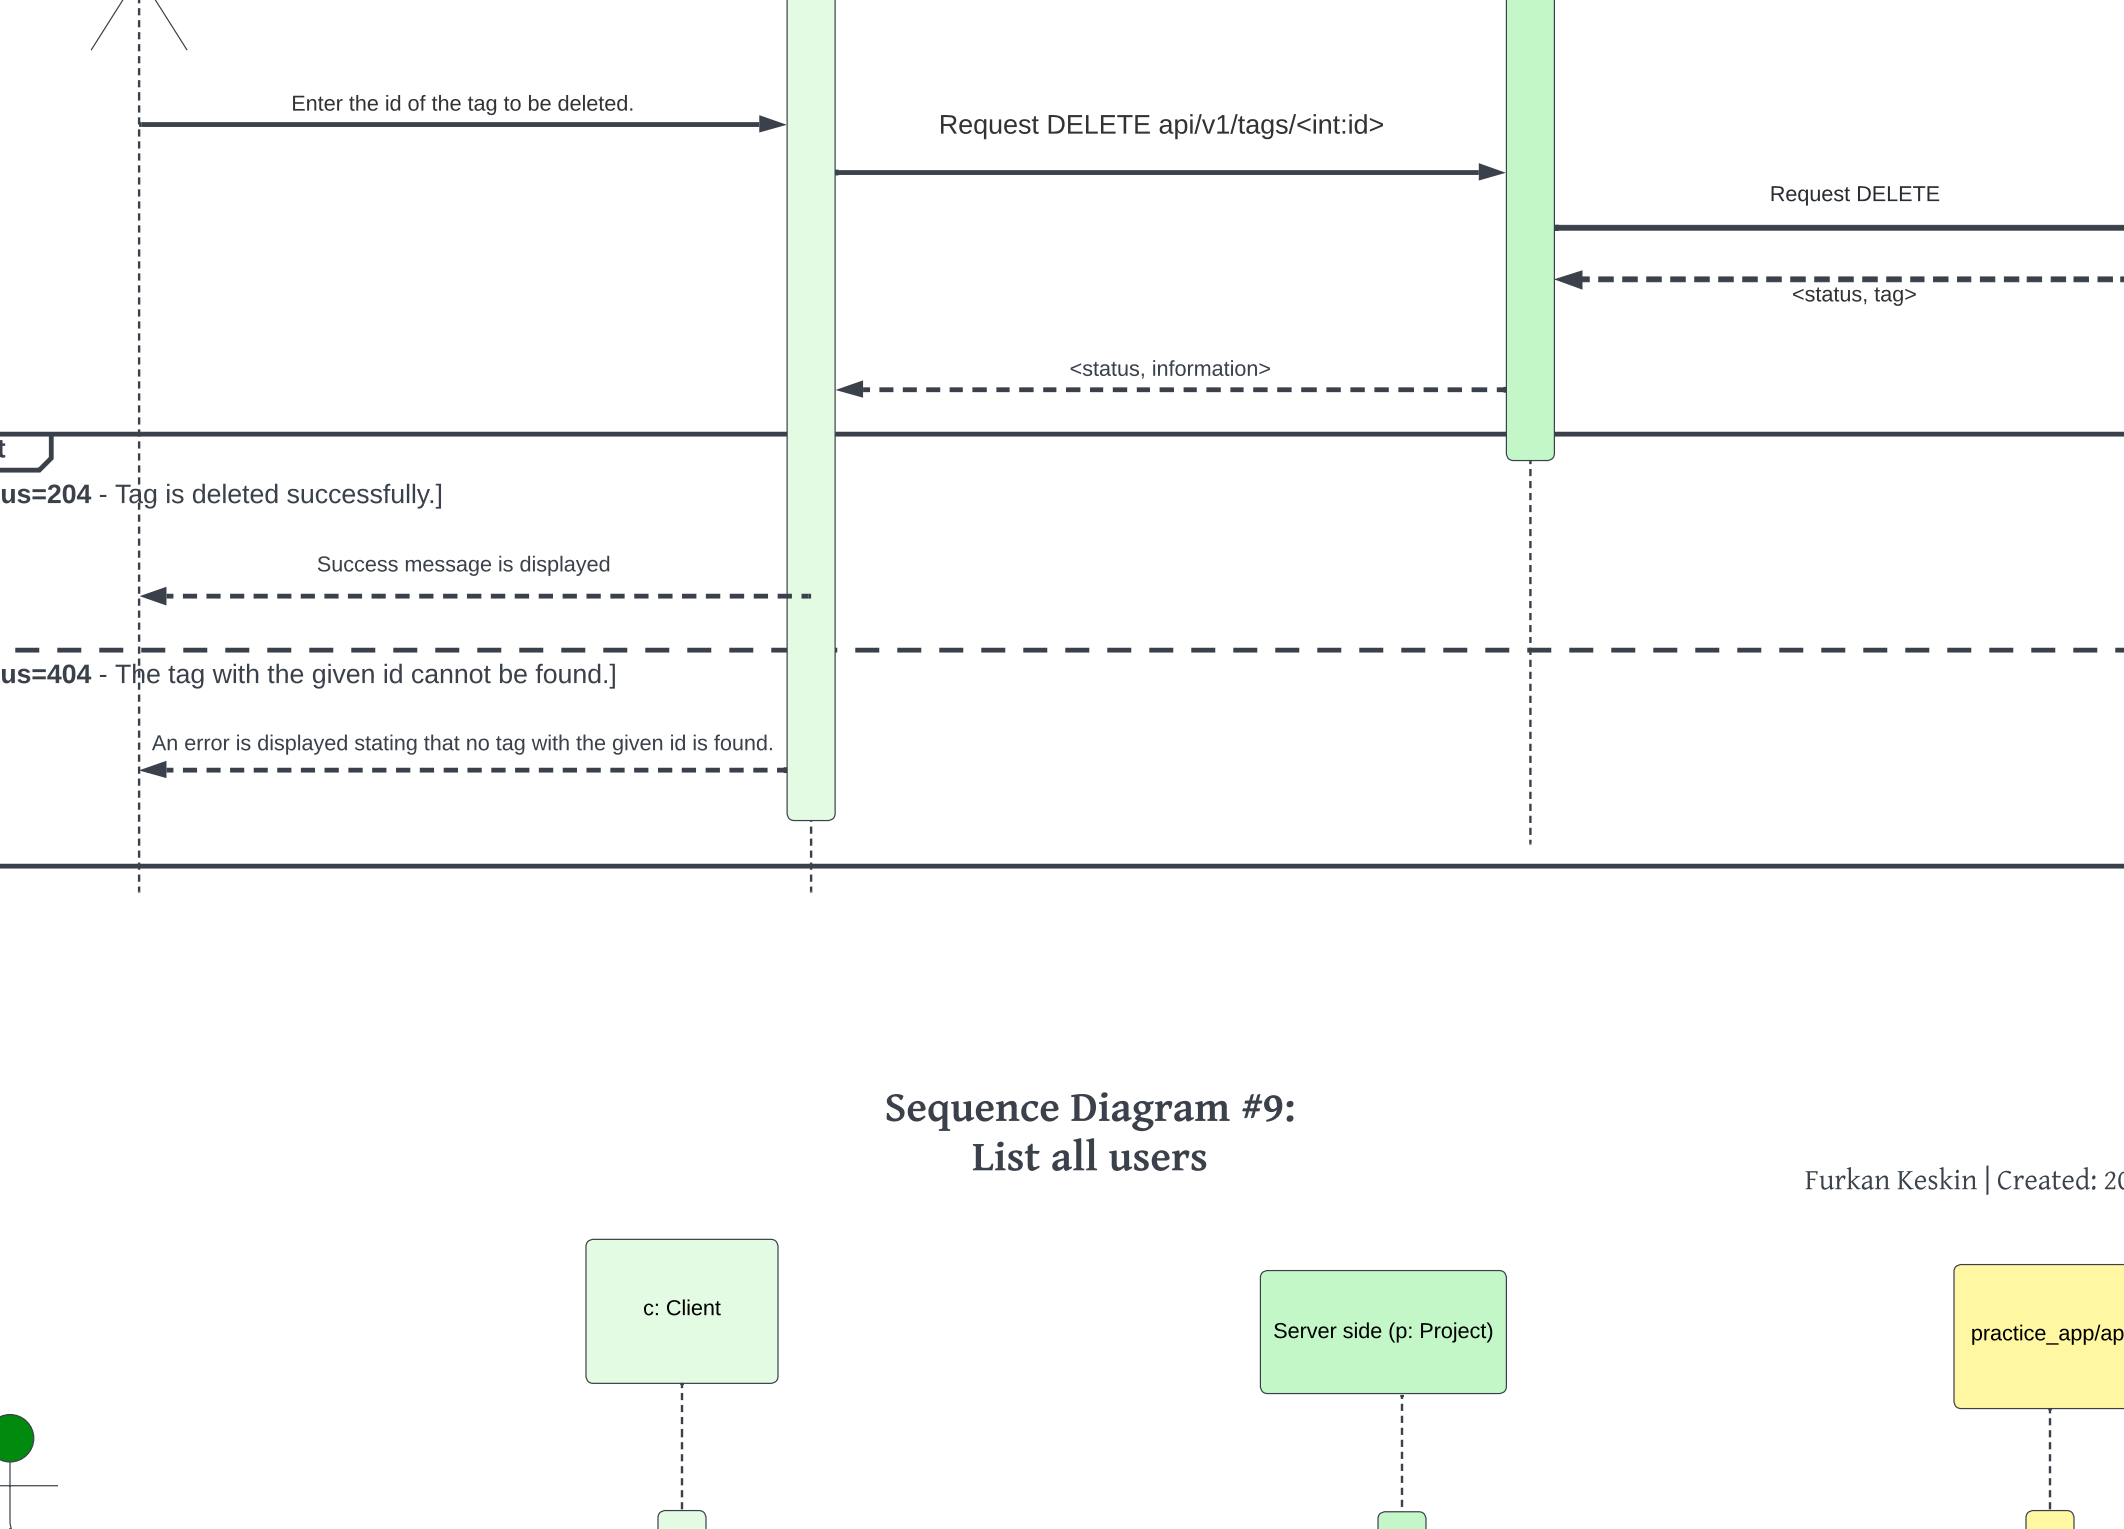 Enter the id of the tag to be deleted.
Request DELETE api/v1/tags/<int:id>
Request DELETE
<status, tag>
<status, information>
t
us=204 - Tag is deleted successfully.]
Success message is displayed
us=404 - The tag with the given id cannot be found.]
An error is displayed stating that no tag with the given id is found.
Sequence Diagram #9:
List all users
Furkan Keskin | Created: 20
c: Client
Server side (p: Project)
practice_app/ap